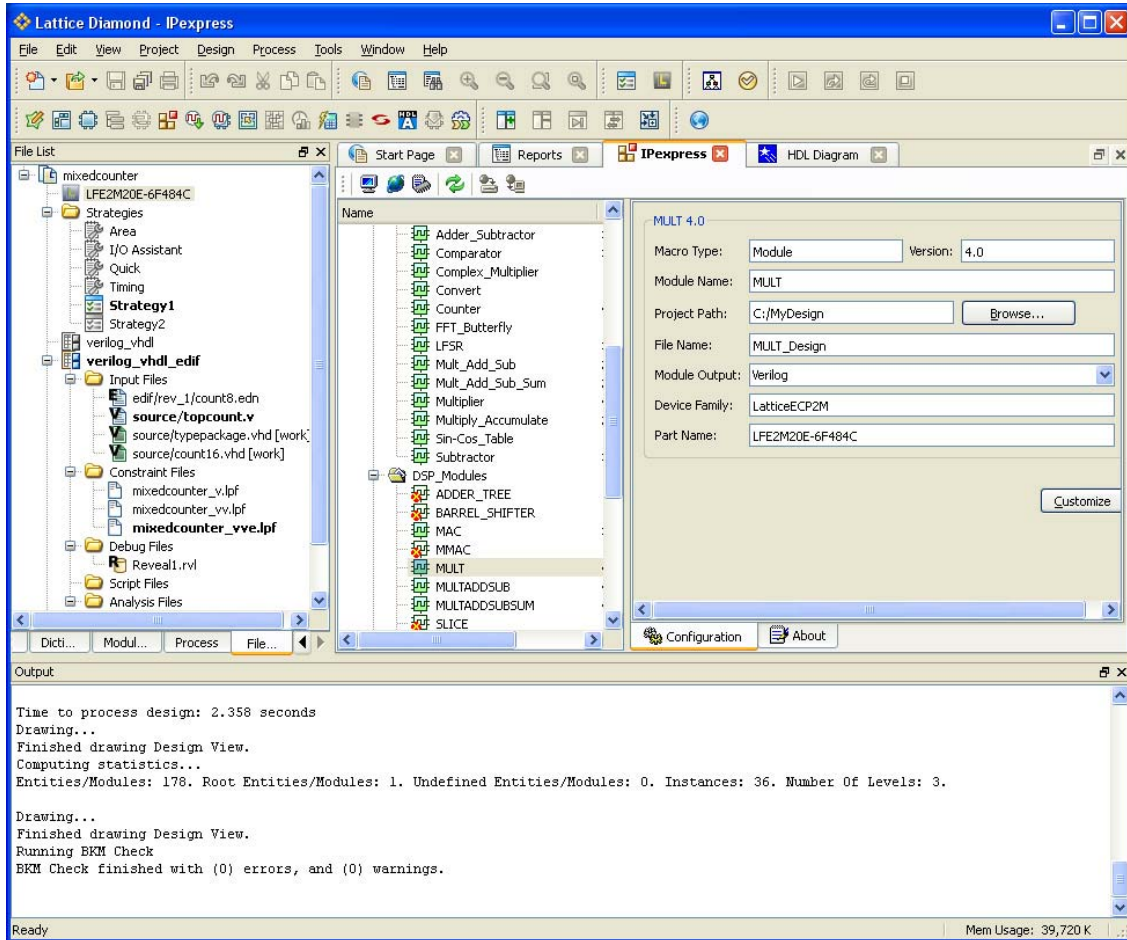 Lattice Diamond - IPexpress
File Edit View Project Design Process Tools Window Help
File List
Start Page
Reports
IPexpress
HDL Diagram
mixedcounter
LFE2M20E-6F484C
Strategies
Area
I/O Assistant
Quick
Timing
Strategy1
Strategy2
verilog_vhdl
verilog_vhdl_edif
Input Files
edif/rev_1/count8.edn
source/topcount.v
source/typepackage.vhd [work]
source/count16.vhd [work]
Constraint Files
mixedcounter_v.lpf
mixedcounter_vv.lpf
mixedcounter_vve.lpf
Debug Files
Reveal1.rvl
Script Files
Analysis Files
Dicti... Modul... Process File...
Name
Adder_Subtractor
Comparator
Complex_Multiplier
Convert
Counter
FFT_Butterfly
LFSR
Mult_Add_Sub
Mult_Add_Sub_Sum
Multiplier
Multiply_Accumulate
Sin-Cos_Table
Subtractor
DSP_Modules
ADDER_TREE
BARREL_SHIFTER
MAC
MMAC
MULT
MULTADDSUB
MULTADDSUBSUM
SLICE
MULT 4.0
Macro Type: Module Version: 4.0
Module Name: MULT
Project Path: C:/MyDesign Browse...
File Name: MULT_Design
Module Output: Verilog
Device Family: LatticeECP2M
Part Name: LFE2M20E-6F484C
Customize
Configuration About
Output
Time to process design: 2.358 seconds
Drawing...
Finished drawing Design View.
Computing statistics...
Entities/Modules: 178. Root Entities/Modules: 1. Undefined Entities/Modules: 0. Instances: 36. Number Of Levels: 3.
Drawing...
Finished drawing Design View.
Running BKM Check
BKM Check finished with (0) errors, and (0) warnings.
Ready
Mem Usage: 39,720 K